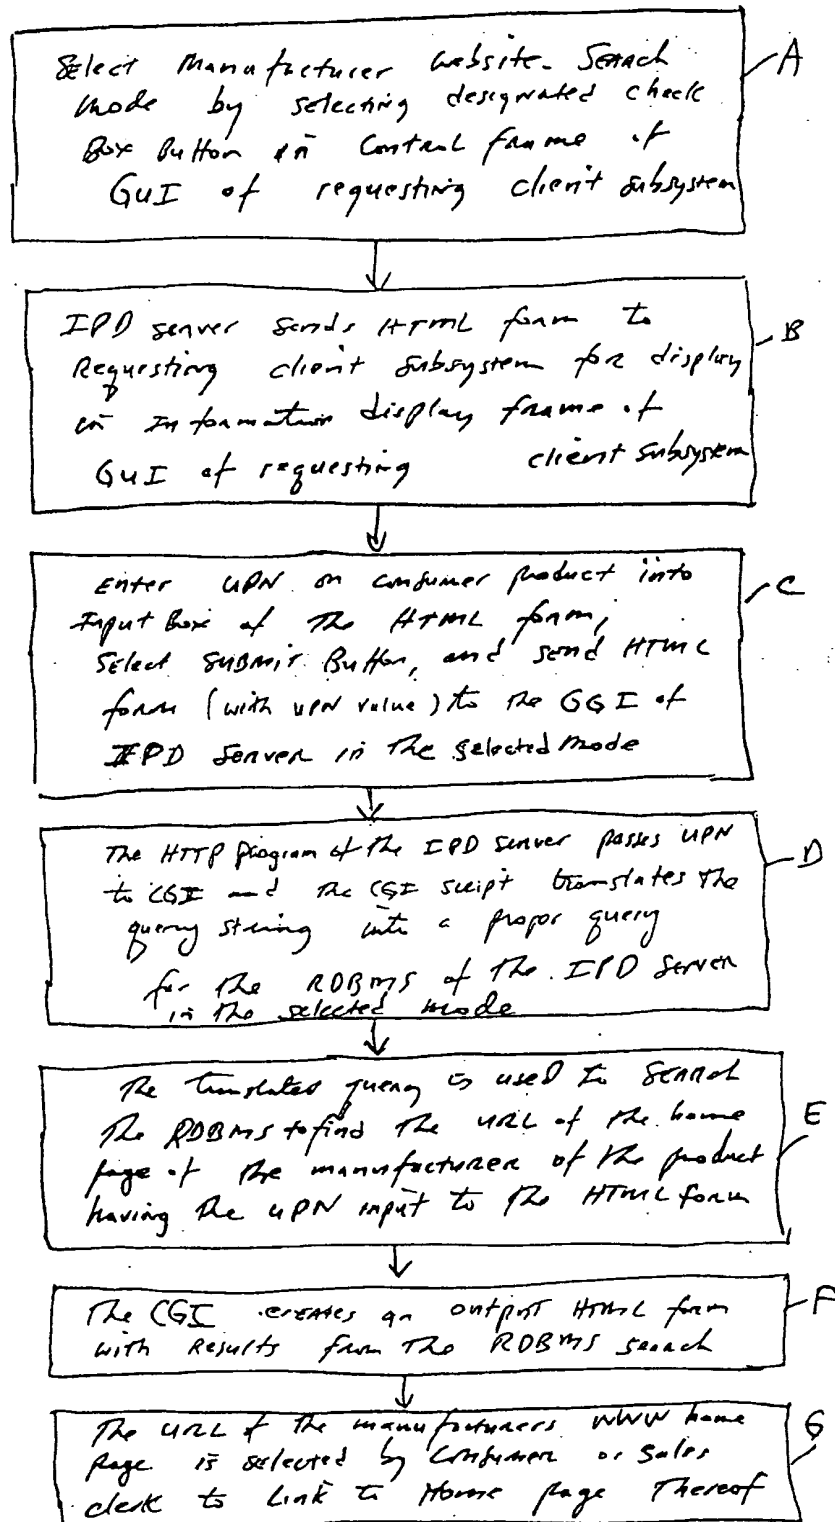 Select Manufacturer Website Search A
Mode by selecting designated check
Box Button in Control frame of
GUI of requesting client subsystem
IPD server sends HTML form to B
Requesting client subsystem for display
in Information display frame of
GUI of requesting client subsystem
Enter UPN on consumer product into C
Input Box of The HTML form,
Select SUBMIT Button, and send HTML
form (with UPN value) to the GGI of
IPD Server in the selected mode
The HTTP program of the IPD server passes UPN D
to CGI and the CGI script translates the
query string into a proper query
for the RDBMS of the IPD Server
in the selected mode
The translated query is used to Search
The RDBMS to find the URL of the home E
page of the manufacturer of the product
having the UPN input to the HTML form
The CGI creates an output HTML form F
with Results from The RDBMS search
The URL of the manufacturers WWW home G
Page is selected by Consumer or Sales
clerk to Link to Home page Thereof